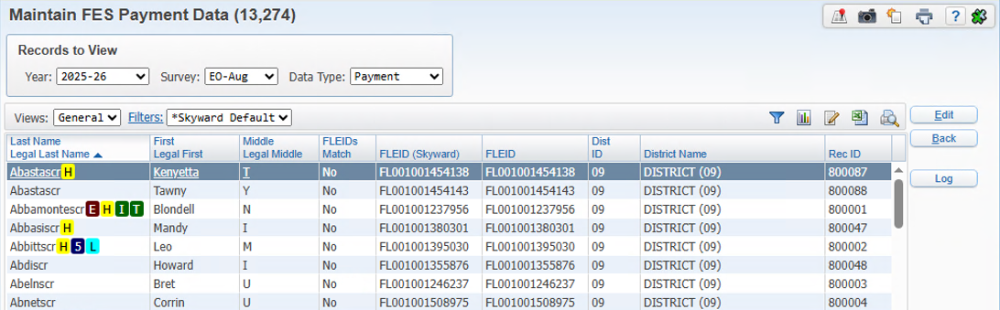 Maintain FES Payment Data (13,274)
?
Records to View
Year: 2025-26 Survey: EO-Aug Data Type: Payment
Views: General Filters: *Skyward Default
Edit
Back
Log
Last Name First Middle FLEIDs Dist
Legal Last Name Legal First Legal Middle Match FLEID (Skyward) FLEID ID District Name Rec ID
Abastascr H Kenyetta T No FL001001454138 FL001001454138 09 DISTRICT (09) 800087
Abastascr Tawny Y No FL001001454143 FL001001454143 09 DISTRICT (09) 800088
Abbamontescr E H I T Blondell N No FL001001237956 FL001001237956 09 DISTRICT (09) 800001
Abbasiscr H Mandy I No FL001001380301 FL001001380301 09 DISTRICT (09) 800047
Abbittscr H 5 L Leo M No FL001001395030 FL001001395030 09 DISTRICT (09) 800002
Abdiscr Howard I No FL001001355876 FL001001355876 09 DISTRICT (09) 800048
Abelnscr Bret U No FL001001246237 FL001001246237 09 DISTRICT (09) 800003
Abnetscr Corrin U No FL001001508975 FL001001508975 09 DISTRICT (09) 800004